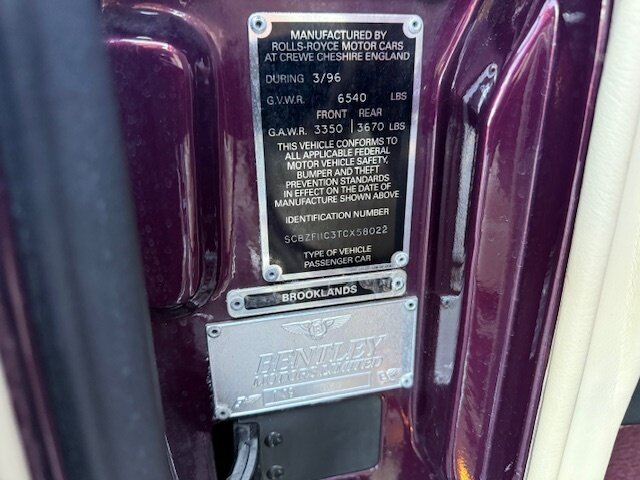 MANUFACTURED BY
ROLLS-ROYCE MOTOR CARS
AT CREWE CHESHIRE ENGLAND
DURING 3/96
G.V.W.R. 6540 LBS
FRONT REAR
G.A.W.R. 3350 3670 LBS
THIS VEHICLE CONFORMS TO
ALL APPLICABLE FEDERAL
MOTOR VEHICLE SAFETY,
BUMPER AND THEFT
PREVENTION STANDARDS
IN EFFECT ON THE DATE OF
MANUFACTURE SHOWN ABOVE
IDENTIFICATION NUMBER
SCBZF11C3TCX58022
TYPE OF VEHICLE
PASSENGER CAR
BROOKLANDS
B
BENTLEY
MOTORS LIMITED